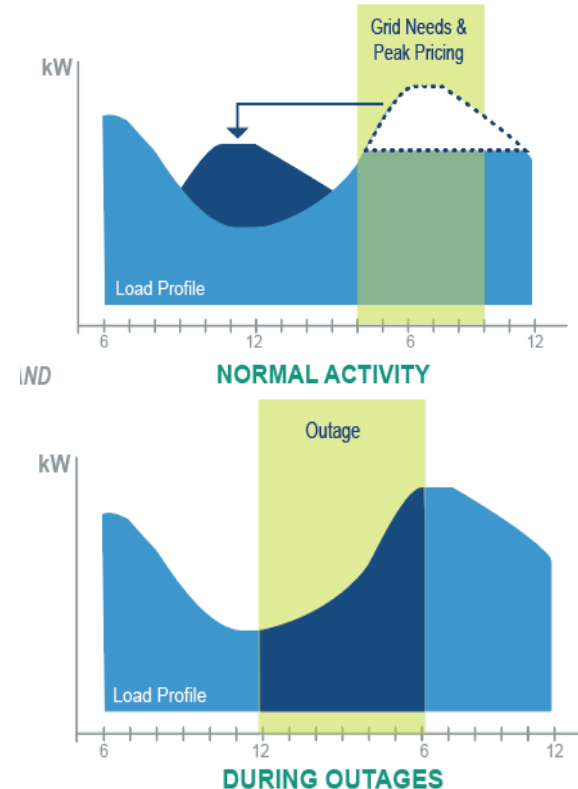 Grid Needs &
Peak Pricing
kW
Load Profile
6 12 6 12
NORMAL ACTIVITY
Outage
kW
Load Profile
6 12 6 12
DURING OUTAGES